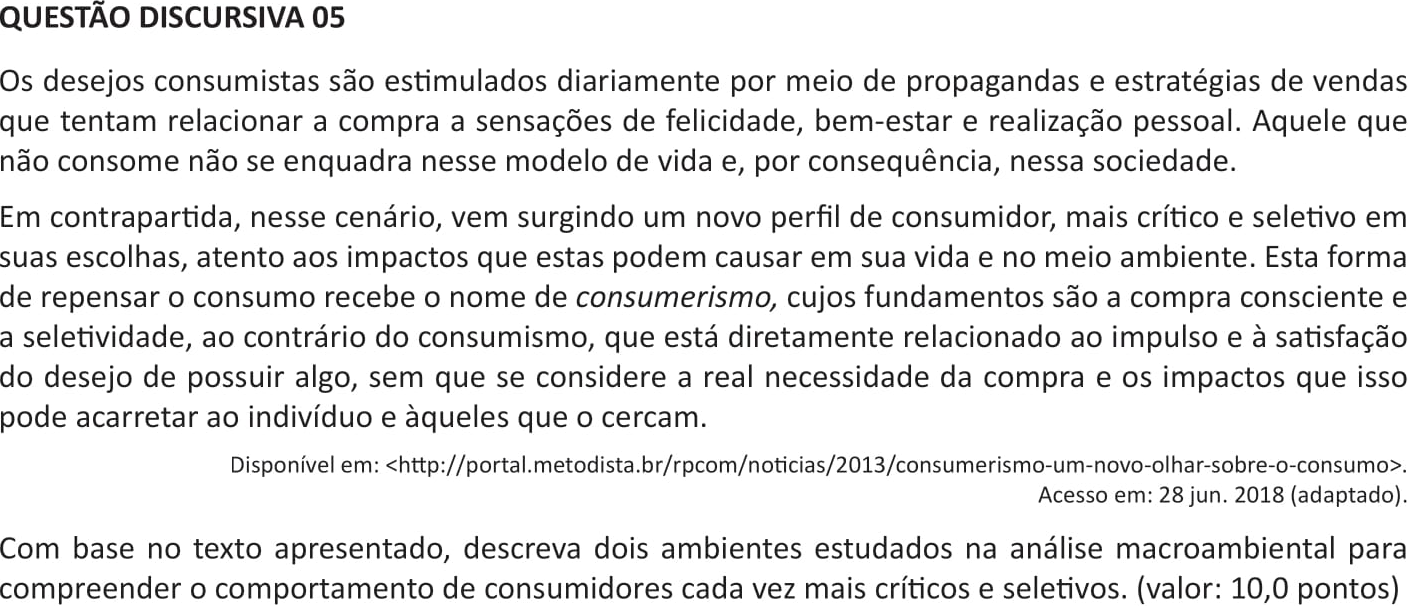 QUESTÃO DISCURSIVA 05
Os desejos consumistas são estimulados diariamente por meio de propagandas e estratégias de vendas
que tentam relacionar a compra a sensações de felicidade, bem-estar e realização pessoal. Aquele que
não consome não se enquadra nesse modelo de vida e, por consequência, nessa sociedade.
Em contrapartida, nesse cenário, vem surgindo um novo perfil de consumidor, mais crítico e seletivo em
suas escolhas, atento aos impactos que estas podem causar em sua vida e no meio ambiente. Esta forma
de repensar o consumo recebe o nome de consumerismo, cujos fundamentos são a compra consciente e
a seletividade, ao contrário do consumismo, que está diretamente relacionado ao impulso e à satisfação
do desejo de possuir algo, sem que se considere a real necessidade da compra e os impactos que isso
pode acarretar ao indivíduo e àqueles que o cercam.
Disponível em: <http://portal.metodista.br/rpcom/noticias/2013/consumerismo-um-novo-olhar-sobre-o-consumo>.
Acesso em: 28 jun. 2018 (adaptado).
Com base no texto apresentado, descreva dois ambientes estudados na análise macroambiental para
compreender o comportamento de consumidores cada vez mais críticos e seletivos. (valor: 10,0 pontos)